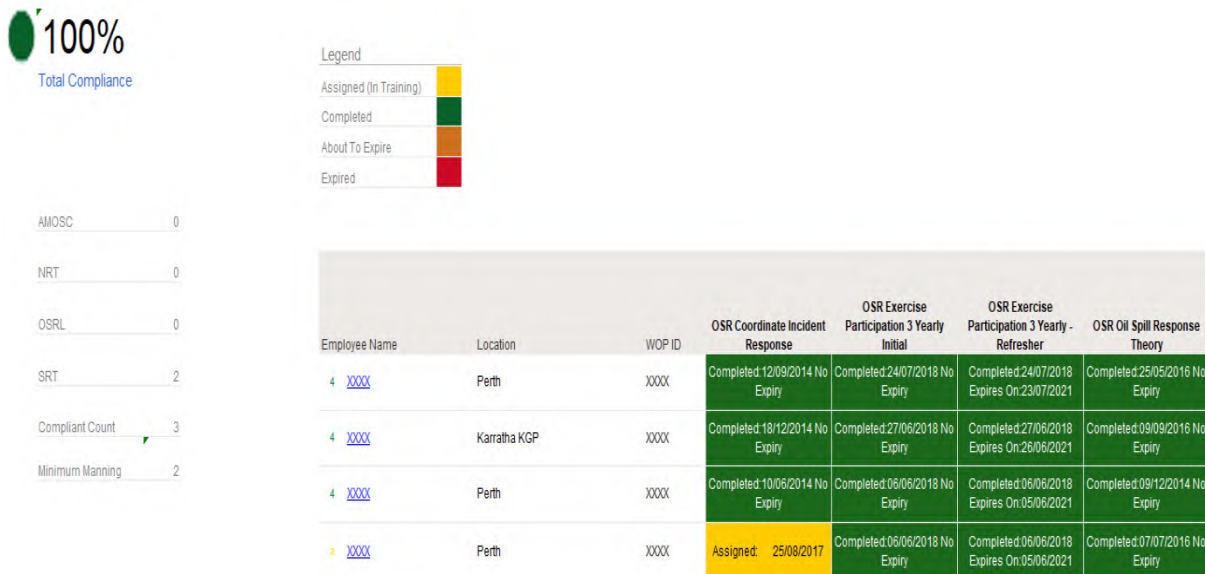 100%
Total Compliance
Legend
Assigned (In Training)
Completed
About To Expire
Expired
AMOSC 0
NRT 0
OSRL 0
SRT 2
Compliant Count 3
Minimum Manning 2
Employee Name Location WOP ID OSR Coordinate Incident Response OSR Exercise Participation 3 Yearly Initial OSR Exercise Participation 3 Yearly - Refresher OSR Oil Spill Response Theory
4 XXXX Perth XXXX Completed:12/09/2014 No Expiry Completed:24/07/2018 No Expiry Completed:24/07/2018 Expires On:23/07/2021 Completed:25/05/2016 No Expiry
4 XXXX Karratha KGP XXXX Completed:18/12/2014 No Expiry Completed:27/06/2018 No Expiry Completed:27/06/2018 Expires On:26/06/2021 Completed:09/09/2016 No Expiry
4 XXXX Perth XXXX Completed:10/06/2014 No Expiry Completed:06/06/2018 No Expiry Completed:06/06/2018 Expires On:05/06/2021 Completed:09/12/2014 No Expiry
XXXX Perth XXXX Assigned: 25/08/2017 Completed:06/06/2018 No Expiry Completed:06/06/2018 Expires On:05/06/2021 Completed:07/07/2016 No Expiry